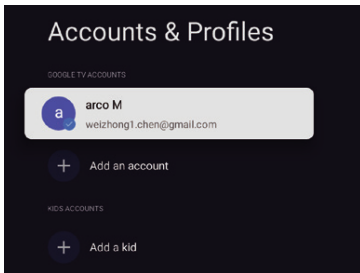 Accounts & Profiles
GOOGLE TV ACCOUNTS
a
arco M
weizhong1.chen@gmail.com
Add an account
KIDS ACCOUNTS
Add a kid